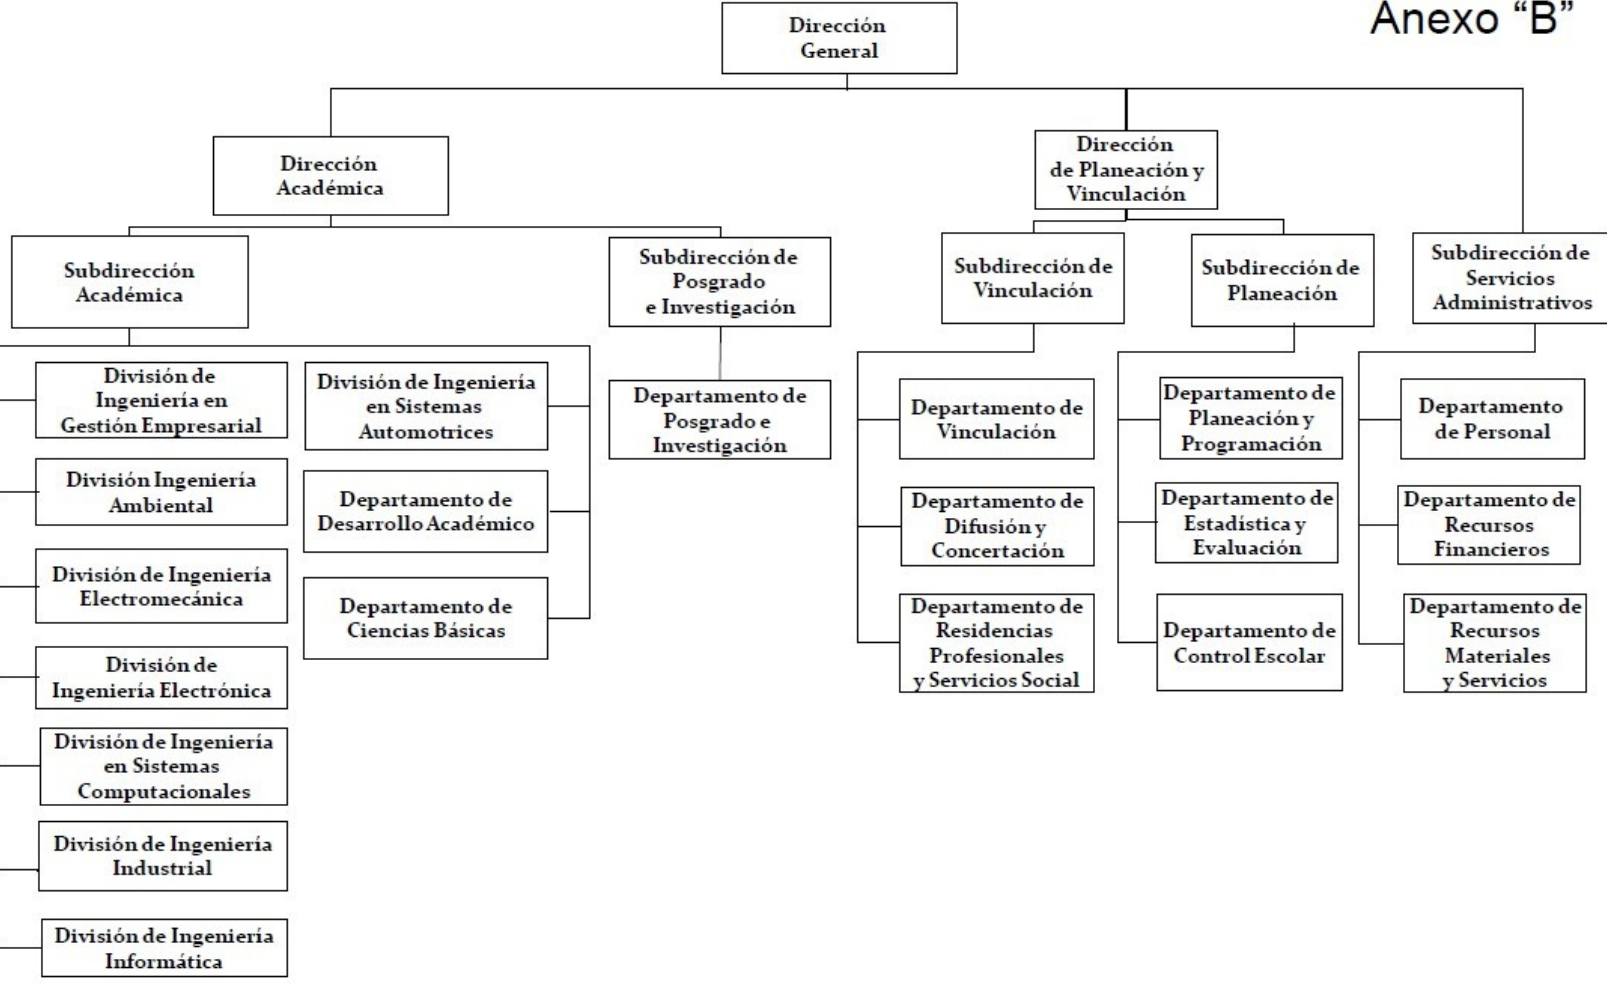 Anexo “B”
Dirección
General
Dirección
Académica
Dirección
de Planeación y
Vinculación
Subdirección
Académica
Subdirección de
Posgrado
e Investigación
Subdirección de
Vinculación
Subdirección de
Planeación
Subdirección de
Servicios
Administrativos
División de
Ingeniería en
Gestión Empresarial
División Ingeniería
Ambiental
División de Ingeniería
Electromecánica
División de
Ingeniería Electrónica
División de Ingeniería
en Sistemas
Computacionales
División de Ingeniería
Industrial
División de Ingeniería
Informática
División de Ingeniería
en Sistemas
Automotrices
Departamento de
Desarrollo Académico
Departamento de
Ciencias Básicas
Departamento de
Posgrado e
Investigación
Departamento de
Vinculación
Departamento de
Difusión y
Concertación
Departamento de
Residencias
Profesionales
y Servicios Social
Departamento de
Planeación y
Programación
Departamento de
Estadística y
Evaluación
Departamento de
Control Escolar
Departamento
de Personal
Departamento de
Recursos
Financieros
Departamento de
Recursos
Materiales
y Servicios